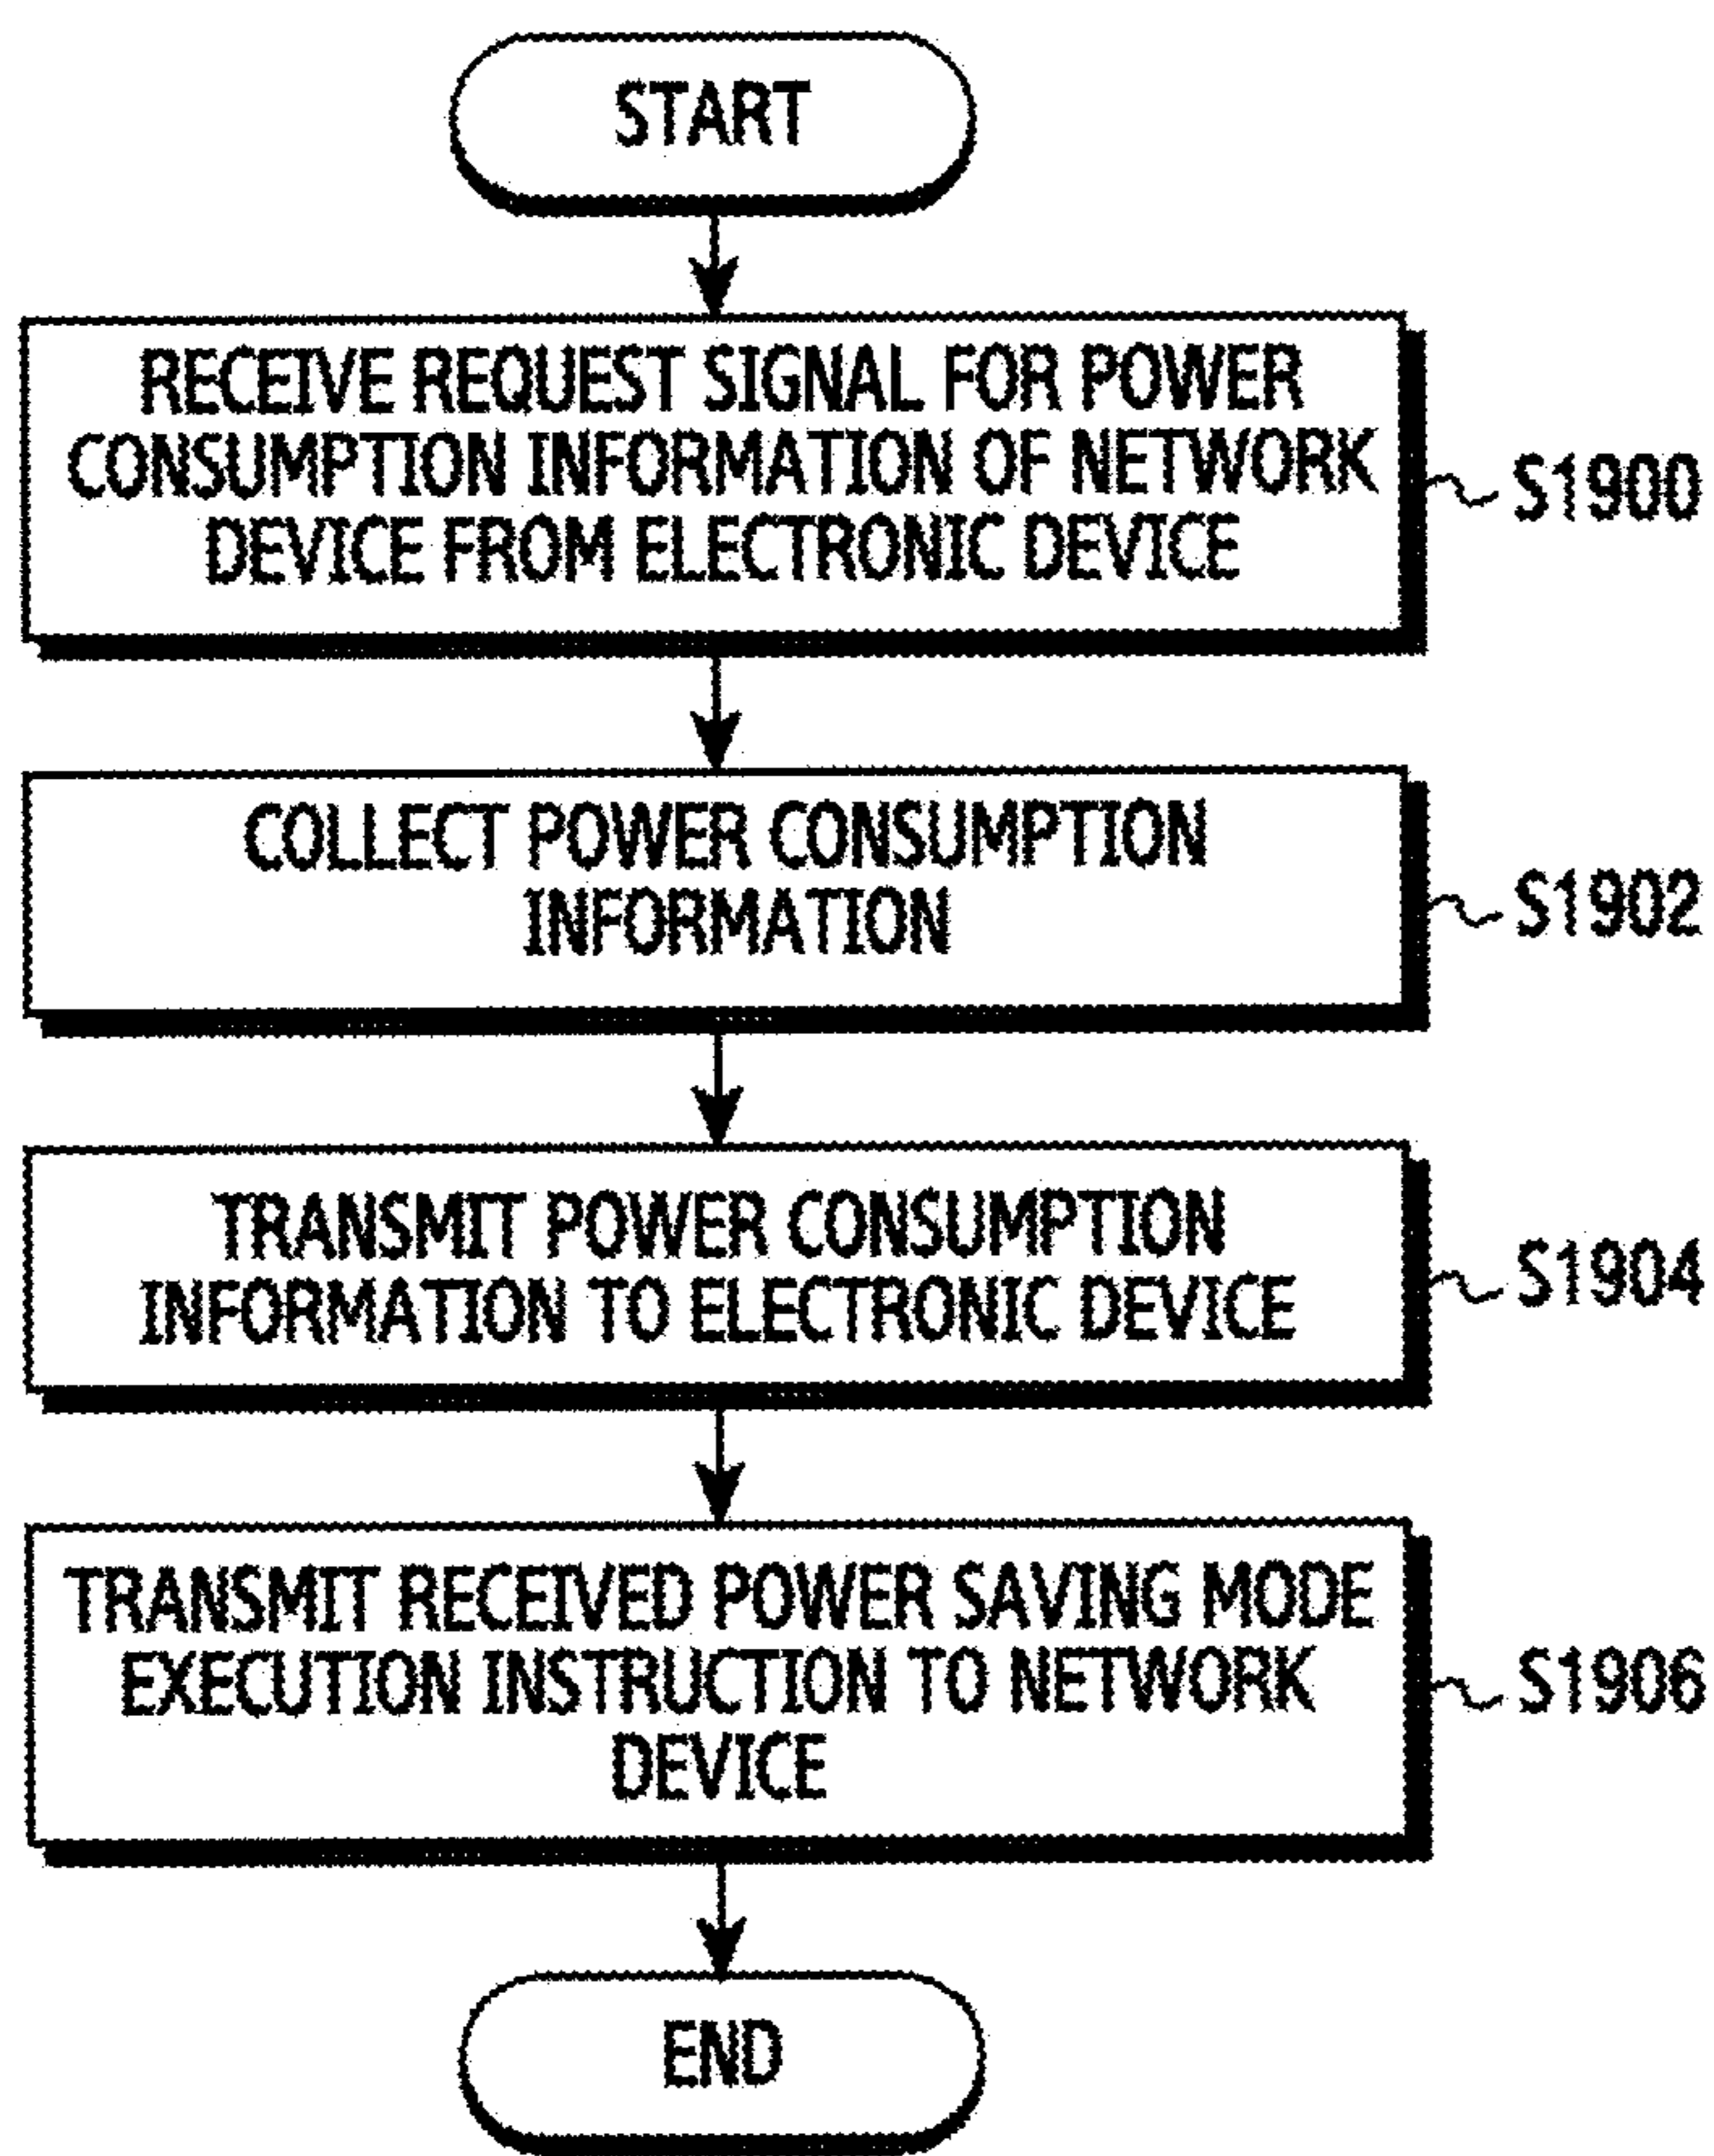 START
RECEIVE REQUEST SIGNAL FOR POWER
CONSUMPTION INFORMATION OF NETWORK
DEVICE FROM ELECTRONIC DEVICE
S1900
COLLECT POWER CONSUMPTION
INFORMATION
S1902
TRANSMIT POWER CONSUMPTION
INFORMATION TO ELECTRONIC DEVICE
S1904
TRANSMIT RECEIVED POWER SAVING MODE
EXECUTION INSTRUCTION TO NETWORK
DEVICE
S1906
END